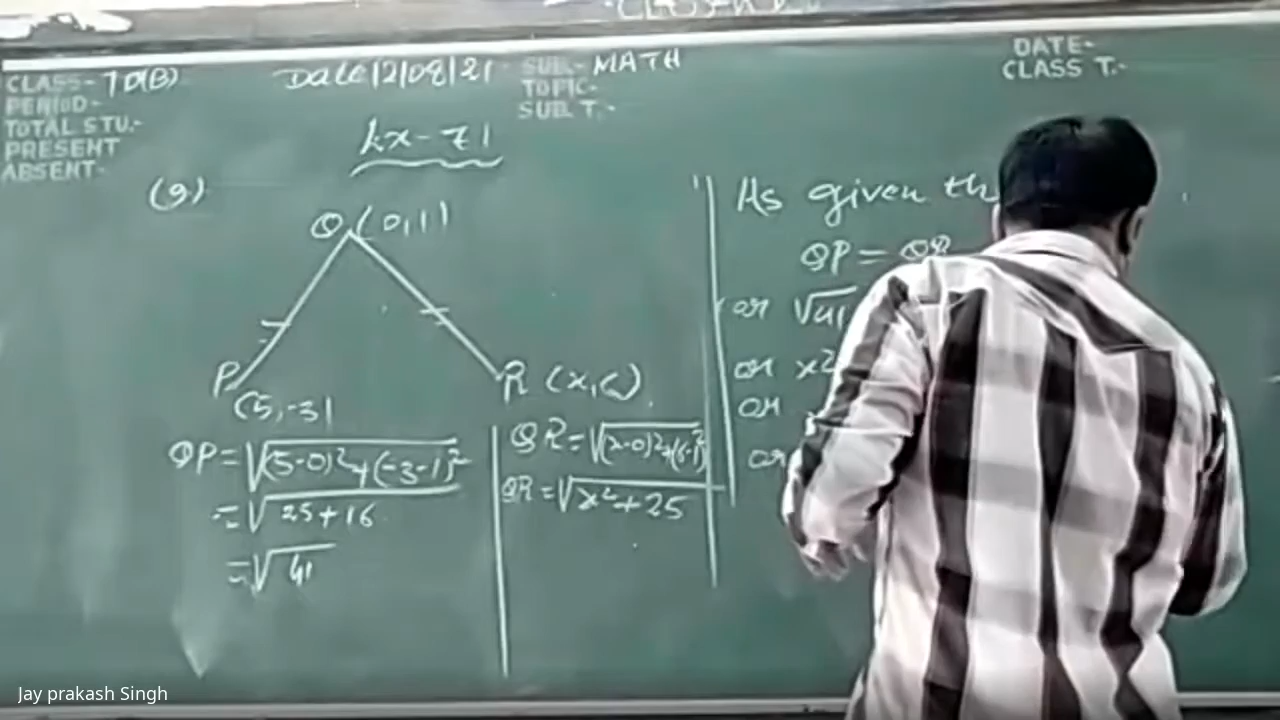 CLASS- 10(B)
PERIOD-
TOTAL STU.-
PRESENT
ABSENT-
Date 12/08/21
SUB.- MATH
TOPIC-
SUB. T.-
DATE-
CLASS T.-
Ex-7.1
(9)
Q(0,1)
P
(5,-3)
R (x,6)
QP=√(5-0)²+(-3-1)²
=√25+16
=√41
QR=√(x-0)²+(6-1)²
QR=√x²+25
As given th
QP = QR
or √41
or x²
or
or
Jay prakash Singh